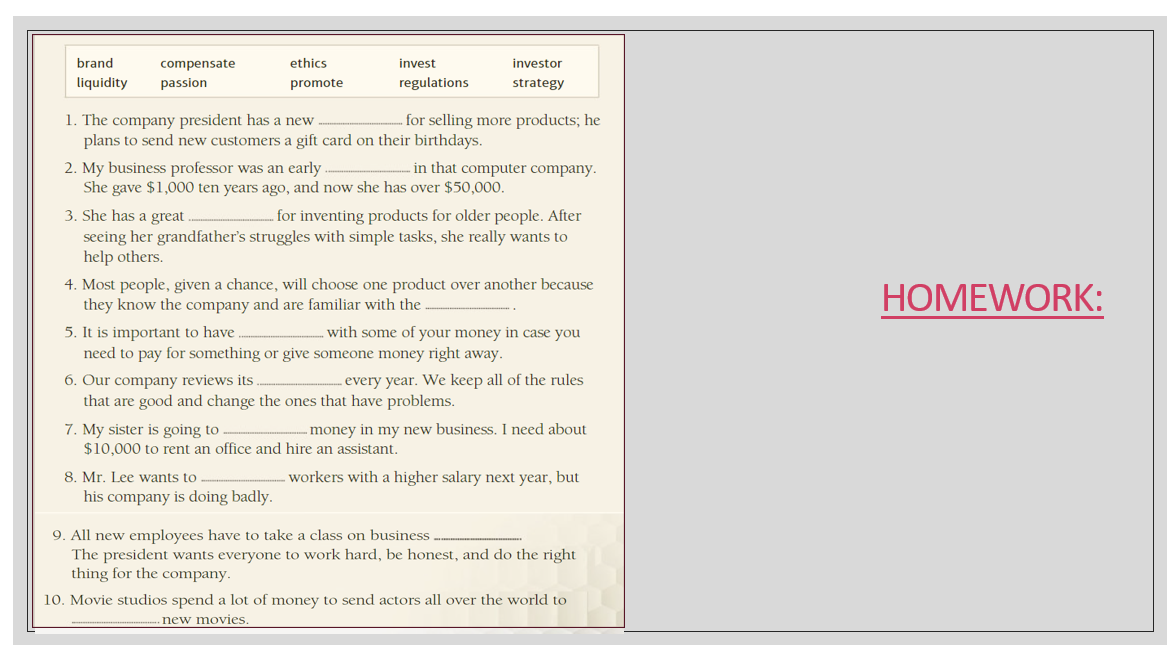 brand compensate ethics invest investor
liquidity passion promote regulations strategy
1. The company president has a new .............................. for selling more products; he
plans to send new customers a gift card on their birthdays.
2. My business professor was an early .............................. in that computer company.
She gave $1,000 ten years ago, and now she has over $50,000.
3. She has a great .............................. for inventing products for older people. After
seeing her grandfather’s struggles with simple tasks, she really wants to
help others.
4. Most people, given a chance, will choose one product over another because
they know the company and are familiar with the .............................. .
5. It is important to have .............................. with some of your money in case you
need to pay for something or give someone money right away.
6. Our company reviews its .............................. every year. We keep all of the rules
that are good and change the ones that have problems.
7. My sister is going to .............................. money in my new business. I need about
$10,000 to rent an office and hire an assistant.
8. Mr. Lee wants to .............................. workers with a higher salary next year, but
his company is doing badly.
9. All new employees have to take a class on business ..............................
The president wants everyone to work hard, be honest, and do the right
thing for the company.
10. Movie studios spend a lot of money to send actors all over the world to
.............................. new movies.
HOMEWORK: